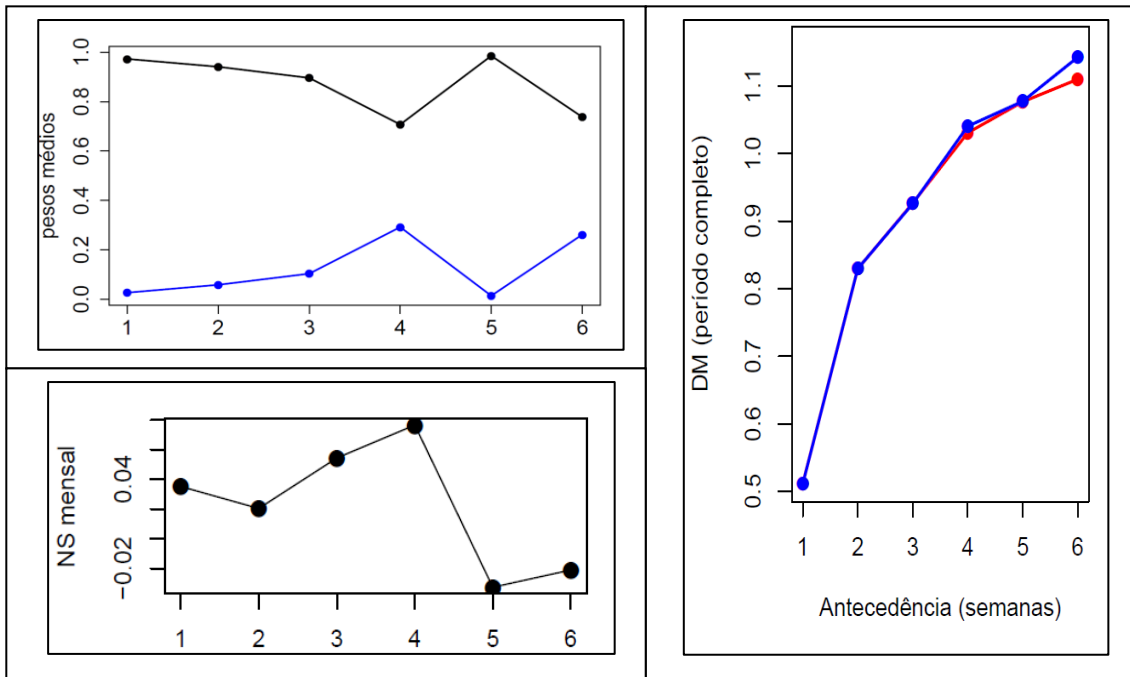 pesos médios
1.0
0.8
0.6
0.4
0.2
0.0
1 2 3 4 5 6
NS mensal
0.04
−0.02
1 2 3 4 5 6
DM (período completo)
1.1
1.0
0.9
0.8
0.7
0.6
0.5
1 2 3 4 5 6
Antecedência (semanas)